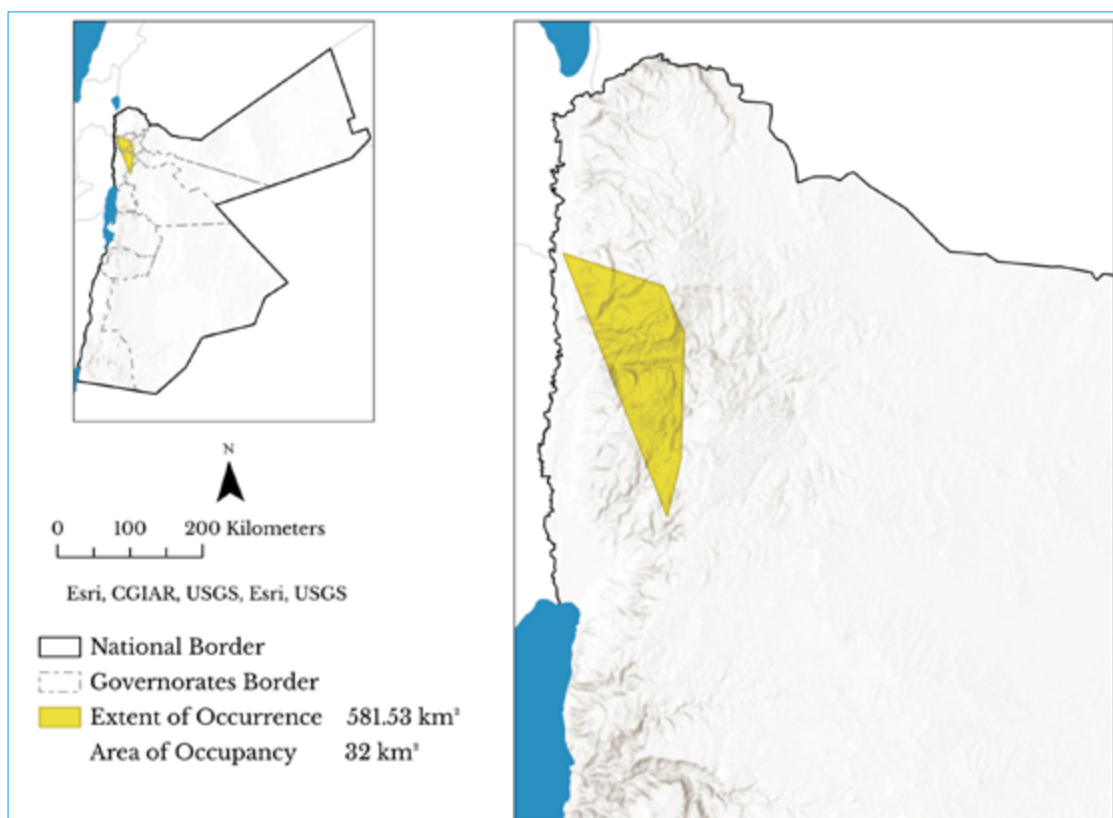 N
0 100 200 Kilometers
Esri, CGIAR, USGS, Esri, USGS
National Border
Governorates Border
Extent of Occurrence 581.53 km²
Area of Occupancy 32 km²